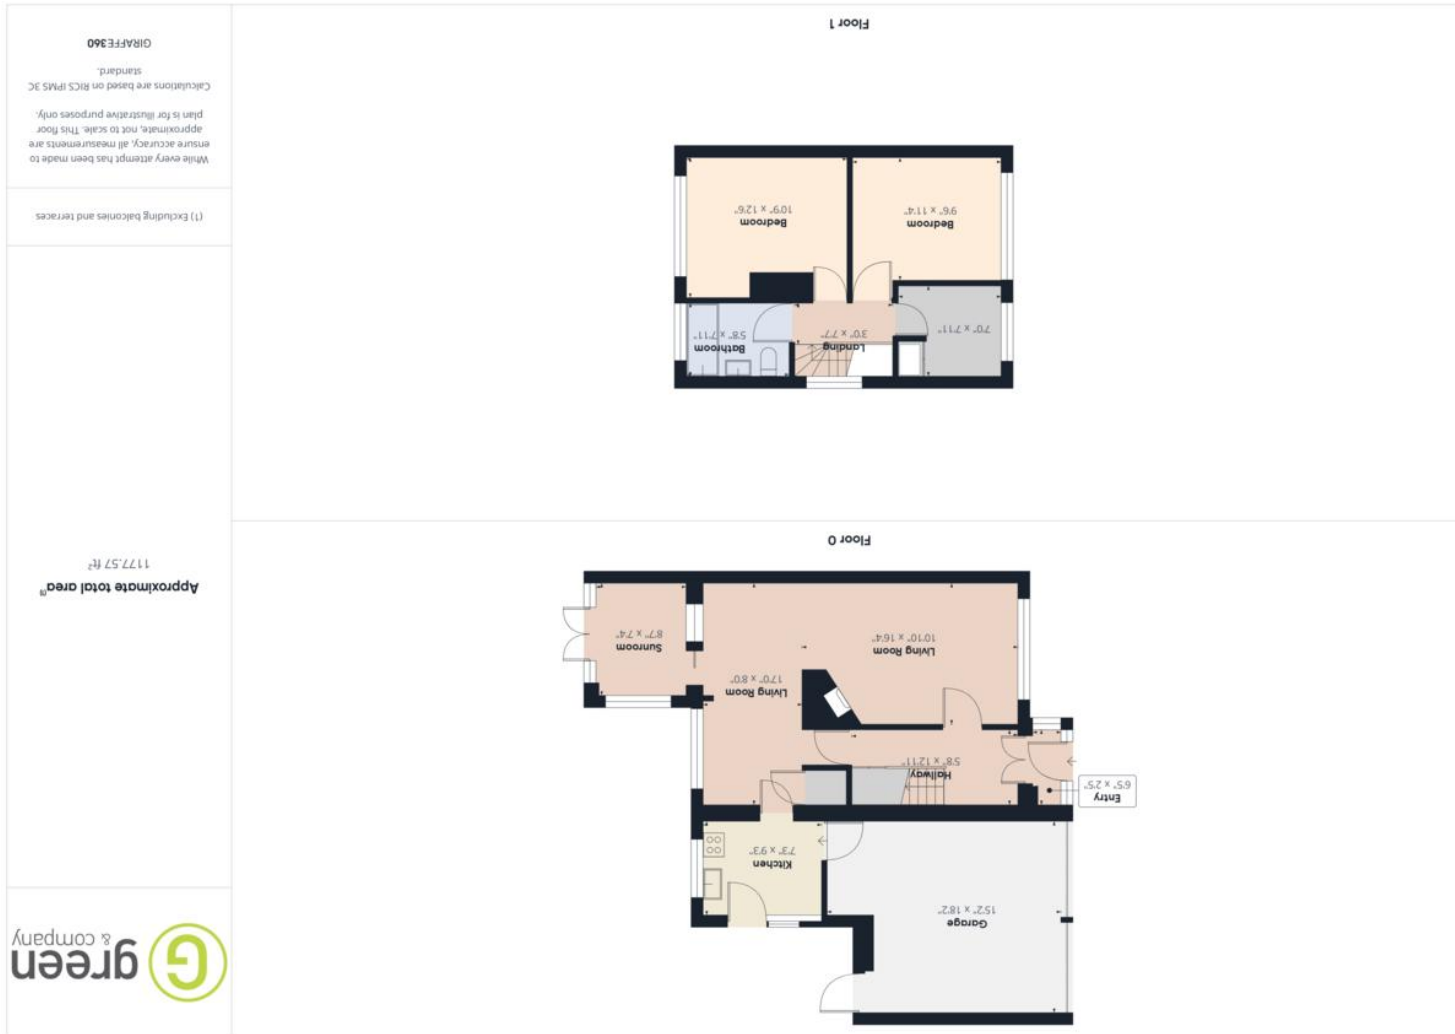 green
& company
Approximate total area⁽¹⁾
1177.57 ft²
(1) Excluding balconies and terraces
While every attempt has been made to
ensure accuracy, all measurements are
approximate, not to scale. This floor
plan is for illustrative purposes only.
Calculations are based on RICS IPMS 3C
standard.
GIRAFFE360
Garage
15'2" x 18'2"
Kitchen
7'3" x 9'3"
Entry
6'5" x 2'5"
Hallway
5'8" x 12'11"
Living Room
17'0" x 8'0"
Living Room
10'10" x 16'4"
Sunroom
8'7" x 7'4"
Floor 0
Landing
3'0" x 7'7"
Bathroom
5'8" x 7'11"
7'0" x 7'11"
Bedroom
9'6" x 11'4"
Bedroom
10'9" x 12'6"
Floor 1